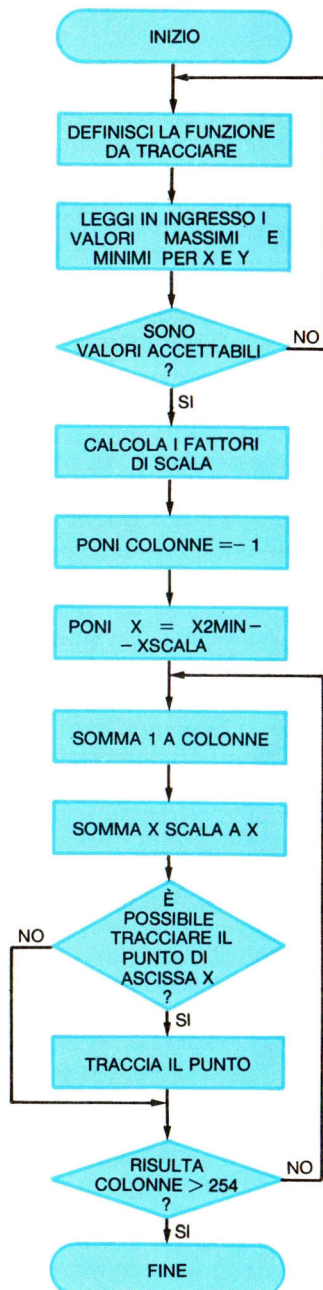 INIZIO
DEFINISCI LA FUNZIONE
DA TRACCIARE
LEGGI IN INGRESSO I
VALORI MASSIMI E
MINIMI PER X E Y
SONO
VALORI ACCETTABILI
?
NO
SI
CALCOLA I FATTORI
DI SCALA
PONI COLONNE =– 1
PONI X = X2MIN –
– XSCALA
SOMMA 1 A COLONNE
SOMMA X SCALA A X
È
POSSIBILE
TRACCIARE IL
PUNTO DI
ASCISSA X
?
NO
SI
TRACCIA IL PUNTO
RISULTA
COLONNE > 254
?
NO
SI
FINE